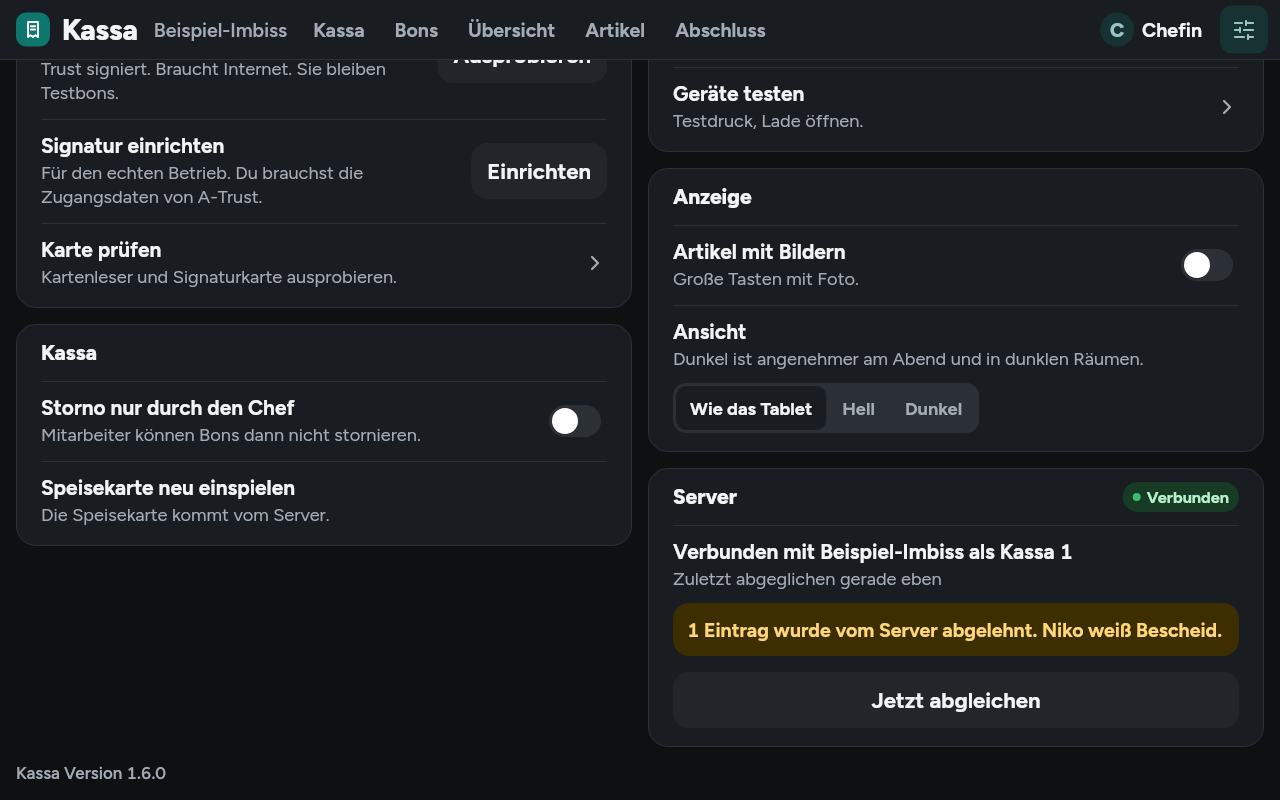 Kassa Beispiel-Imbiss Kassa Bons Übersicht Artikel Abschluss C Chefin
Trust signiert. Braucht Internet. Sie bleiben
Testbons.
Ausprobieren
Signatur einrichten
Für den echten Betrieb. Du brauchst die
Zugangsdaten von A-Trust.
Einrichten
Karte prüfen
Kartenleser und Signaturkarte ausprobieren.
Kassa
Storno nur durch den Chef
Mitarbeiter können Bons dann nicht stornieren.
Speisekarte neu einspielen
Die Speisekarte kommt vom Server.
Geräte testen
Testdruck, Lade öffnen.
Anzeige
Artikel mit Bildern
Große Tasten mit Foto.
Ansicht
Dunkel ist angenehmer am Abend und in dunklen Räumen.
Wie das Tablet Hell Dunkel
Server Verbunden
Verbunden mit Beispiel-Imbiss als Kassa 1
Zuletzt abgeglichen gerade eben
1 Eintrag wurde vom Server abgelehnt. Niko weiß Bescheid.
Jetzt abgleichen
Kassa Version 1.6.0